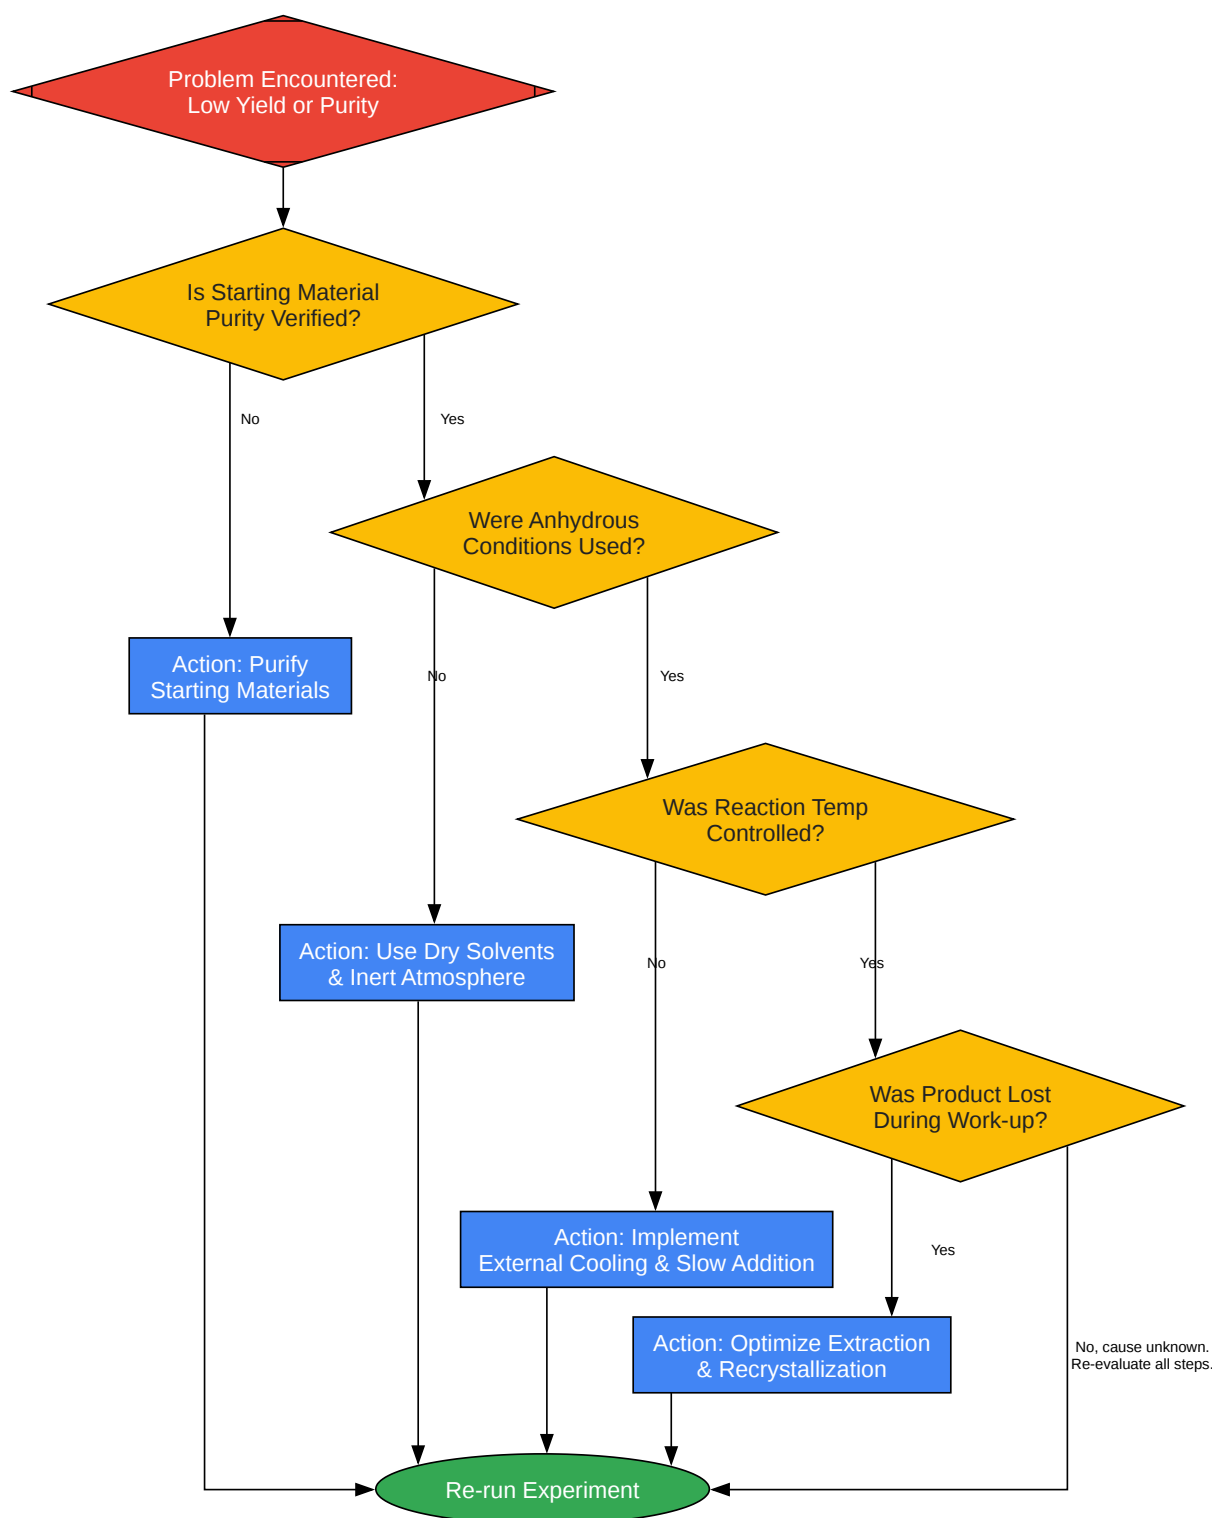 Problem Encountered:
Low Yield or Purity
Is Starting Material
Purity Verified?
No
Yes
Were Anhydrous
Conditions Used?
Action: Purify
Starting Materials
No
Yes
Was Reaction Temp
Controlled?
Action: Use Dry Solvents
& Inert Atmosphere
No
Yes
Was Product Lost
During Work-up?
Action: Implement
External Cooling & Slow Addition
Yes
Action: Optimize Extraction
& Recrystallization
No, cause unknown.
Re-evaluate all steps.
Re-run Experiment